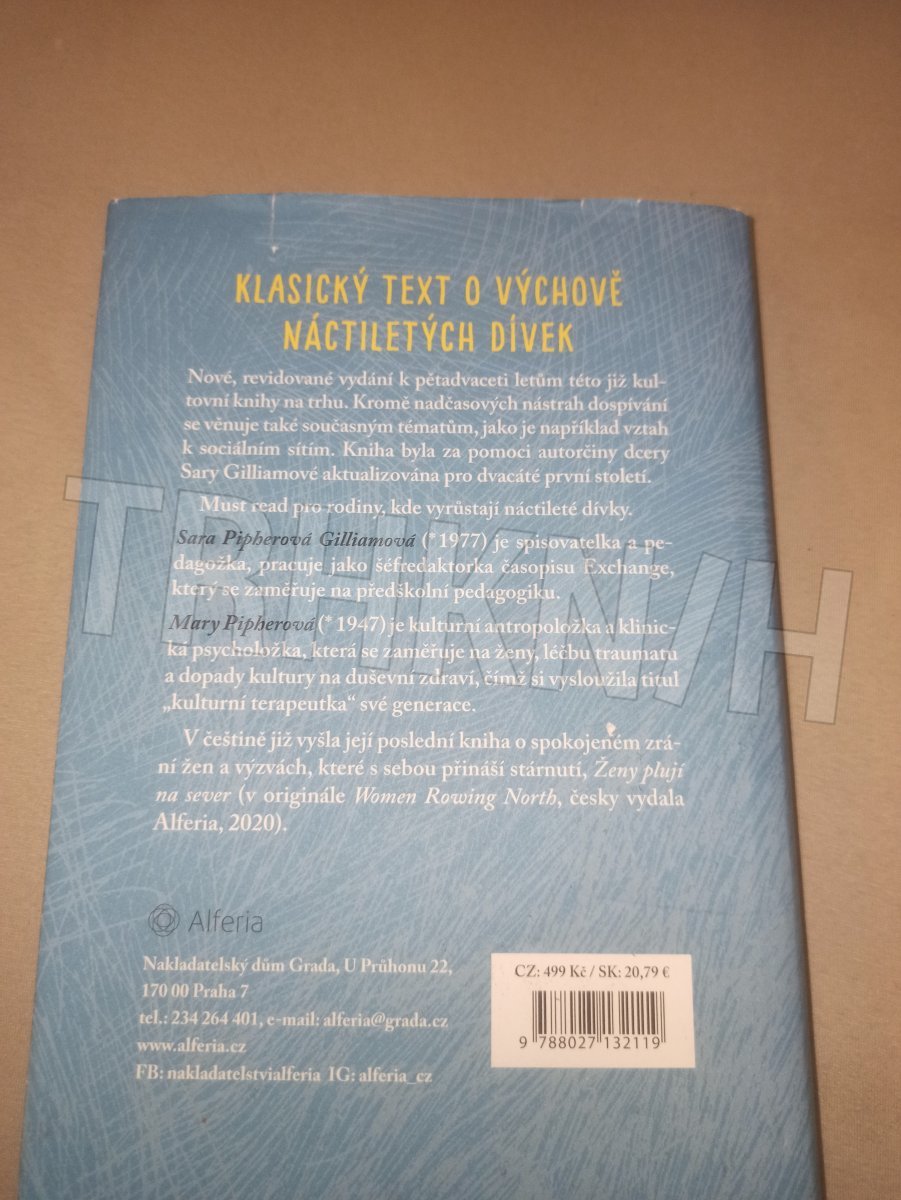 KLASICKÝ TEXT O VÝCHOVĚ
NÁCTILETÝCH DÍVEK
Nové, revidované vydání k pětadvaceti letům této již kul-
tovní knihy na trhu. Kromě nadčasových nástrah dospívání
se věnuje také současným tématům, jako je například vztah
k sociálním sítím. Kniha byla za pomoci autorčiny dcery
Sary Gilliamové aktualizována pro dvacáté první století.
Must read pro rodiny, kde vyrůstají náctileté dívky.
Sara Pipherová Gilliamová (*1977) je spisovatelka a pe-
dagožka, pracuje jako šéfredaktorka časopisu Exchange,
který se zaměřuje na předškolní pedagogiku.
Mary Pipherová (*1947) je kulturní antropoložka a klinic-
ká psycholožka, která se zaměřuje na ženy, léčbu traumatu
a dopady kultury na duševní zdraví, čímž si vysloužila titul
„kulturní terapeutka“ své generace.
V češtině již vyšla její poslední kniha o spokojeném zrá-
ní žen a výzvách, které s sebou přináší stárnutí, Ženy plují
na sever (v originále Women Rowing North, česky vydala
Alferia, 2020).
Alferia
Nakladatelský dům Grada, U Průhonu 22,
170 00 Praha 7
tel.: 234 264 401, e-mail: alferia@grada.cz
www.alferia.cz
FB: nakladatelstvialferia IG: alferia_cz
CZ: 499 Kč / SK: 20,79 €
9 788027 132119